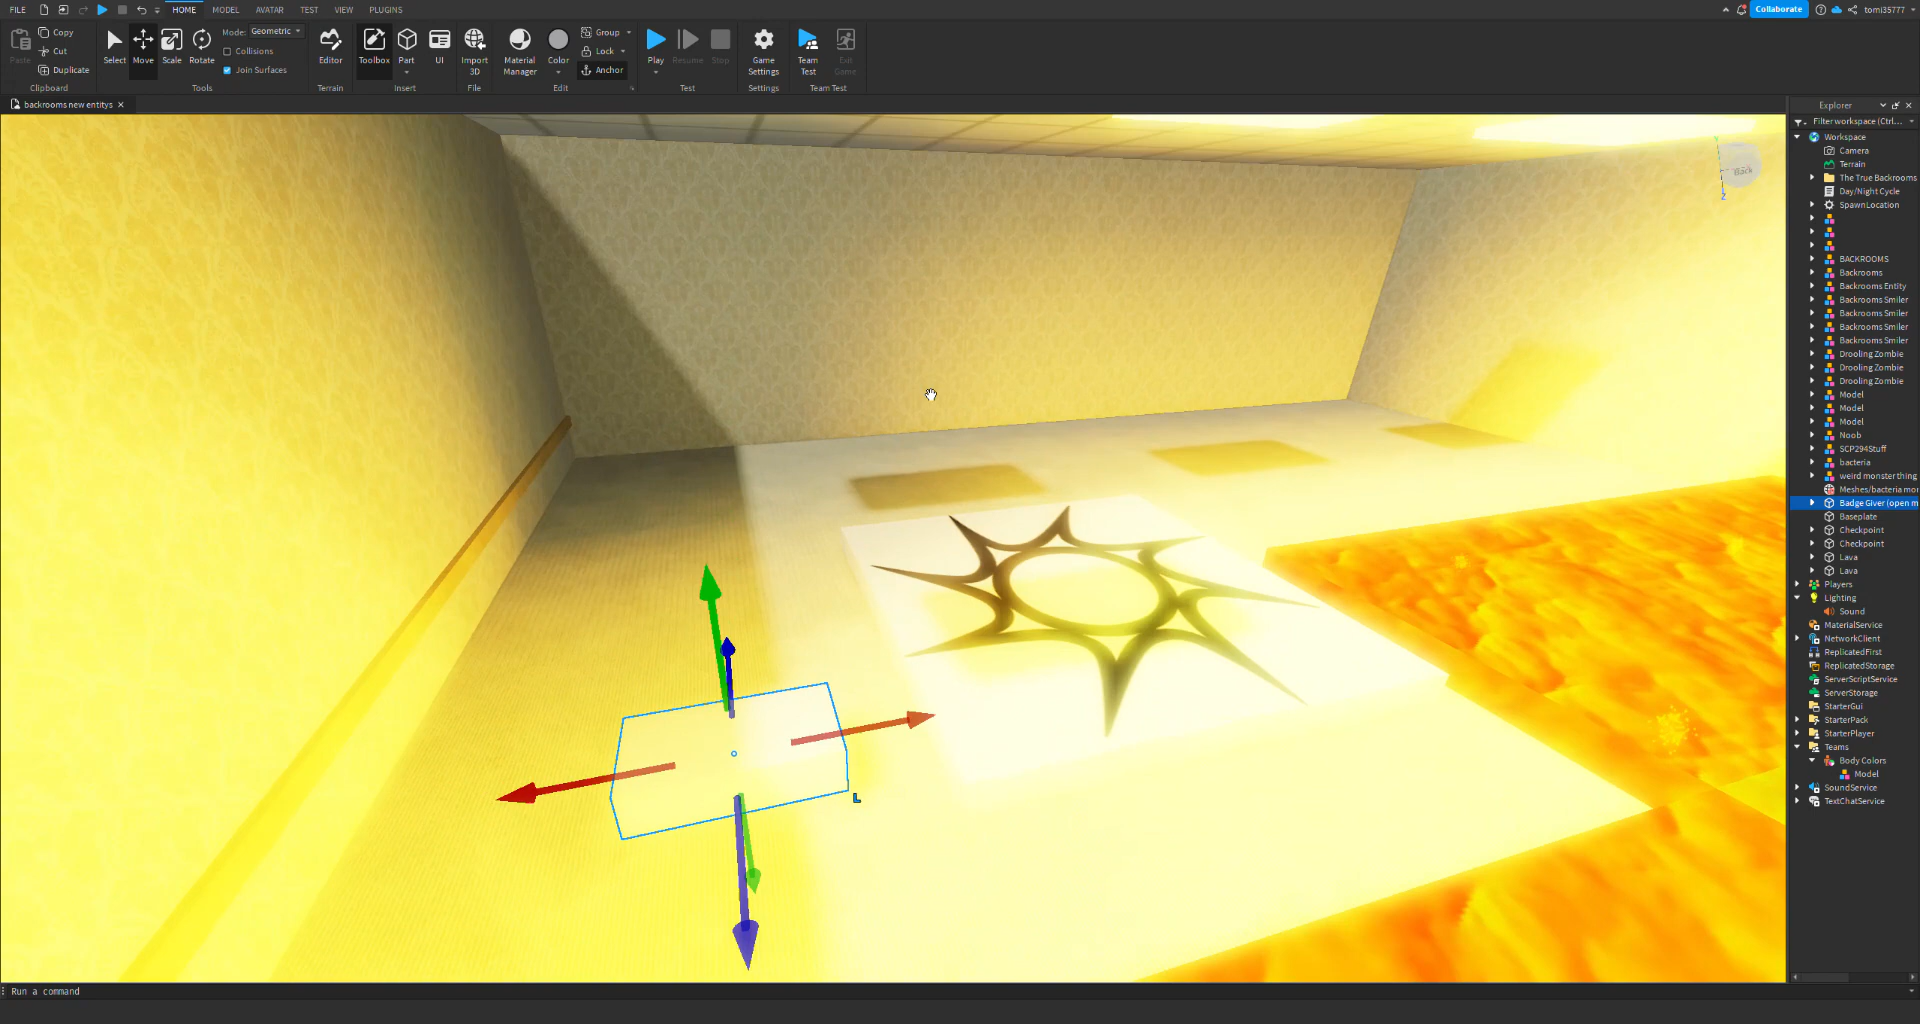 FILE HOME MODEL AVATAR TEST VIEW PLUGINS Collaborate tomi35777
Paste Copy Cut Duplicate Clipboard
Select Move Scale Rotate Mode: Geometric Collisions Join Surfaces Tools
Editor Terrain
Toolbox Part UI Insert
Import 3D File
Material Manager Color Group Lock Anchor Edit
Play Resume Stop Test
Game Settings Settings
Team Test Exit Game Team Test
backrooms new entitys
Explorer
Filter workspace (Ctrl...
Workspace
Camera
Terrain
The True Backrooms
Day/Night Cycle
SpawnLocation
BACKROOMS
Backrooms
Backrooms Entity
Backrooms Smiler
Backrooms Smiler
Backrooms Smiler
Backrooms Smiler
Drooling Zombie
Drooling Zombie
Drooling Zombie
Model
Model
Model
Noob
SCP294Stuff
bacteria
weird monster thing
Meshes/bacteria mo
Badge Giver (open m
Baseplate
Checkpoint
Checkpoint
Lava
Lava
Players
Lighting
Sound
MaterialService
NetworkClient
ReplicatedFirst
ReplicatedStorage
ServerScriptService
ServerStorage
StarterGui
StarterPack
StarterPlayer
Teams
Body Colors
Model
SoundService
TextChatService
Back
Y
Z
L
Run a command